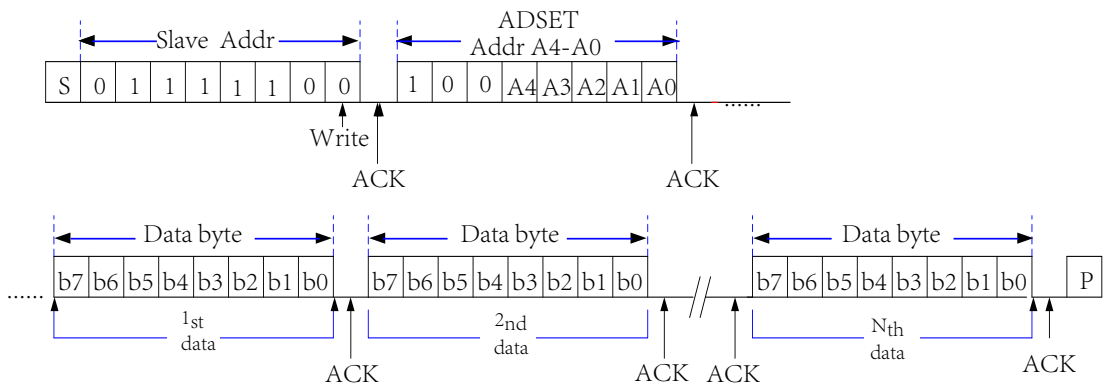 ADSET
Slave Addr Addr A4-A0
S 0 1 1 1 1 1 0 0 1 0 0 A4 A3 A2 A1 A0 ......
Write
ACK ACK
Data byte Data byte Data byte
...... b7 b6 b5 b4 b3 b2 b1 b0 b7 b6 b5 b4 b3 b2 b1 b0 // b7 b6 b5 b4 b3 b2 b1 b0 P
1st 2nd Nth
data data data
ACK ACK ACK ACK